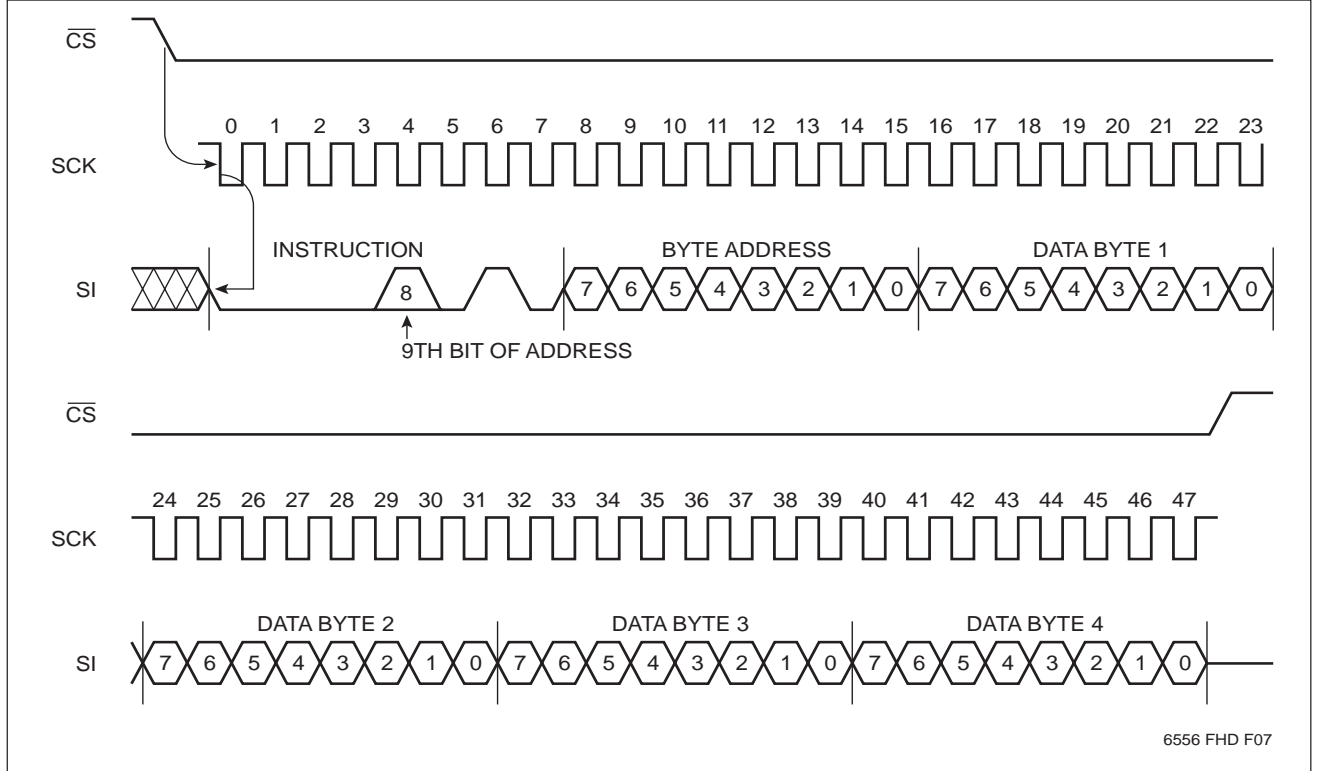 C̅S̅
0 1 2 3 4 5 6 7 8 9 10 11 12 13 14 15 16 17 18 19 20 21 22 23
SCK
INSTRUCTION BYTE ADDRESS DATA BYTE 1
SI 8 7 6 5 4 3 2 1 0 7 6 5 4 3 2 1 0
9TH BIT OF ADDRESS
C̅S̅
24 25 26 27 28 29 30 31 32 33 34 35 36 37 38 39 40 41 42 43 44 45 46 47
SCK
DATA BYTE 2 DATA BYTE 3 DATA BYTE 4
SI 7 6 5 4 3 2 1 0 7 6 5 4 3 2 1 0 7 6 5 4 3 2 1 0
6556 FHD F07